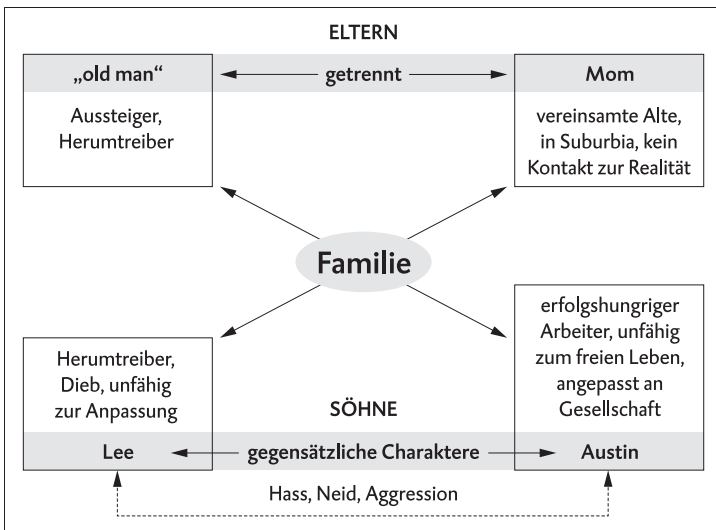 ELTERN
„old man“
getrennt
Mom
Aussteiger,
Herumtreiber
vereinsamte Alte,
in Suburbia, kein
Kontakt zur Realität
Familie
Herumtreiber,
Dieb, unfähig
zur Anpassung
erfolgshungriger
Arbeiter, unfähig
zum freien Leben,
angepasst an
Gesellschaft
SÖHNE
Lee
gegensätzliche Charaktere
Austin
Hass, Neid, Aggression